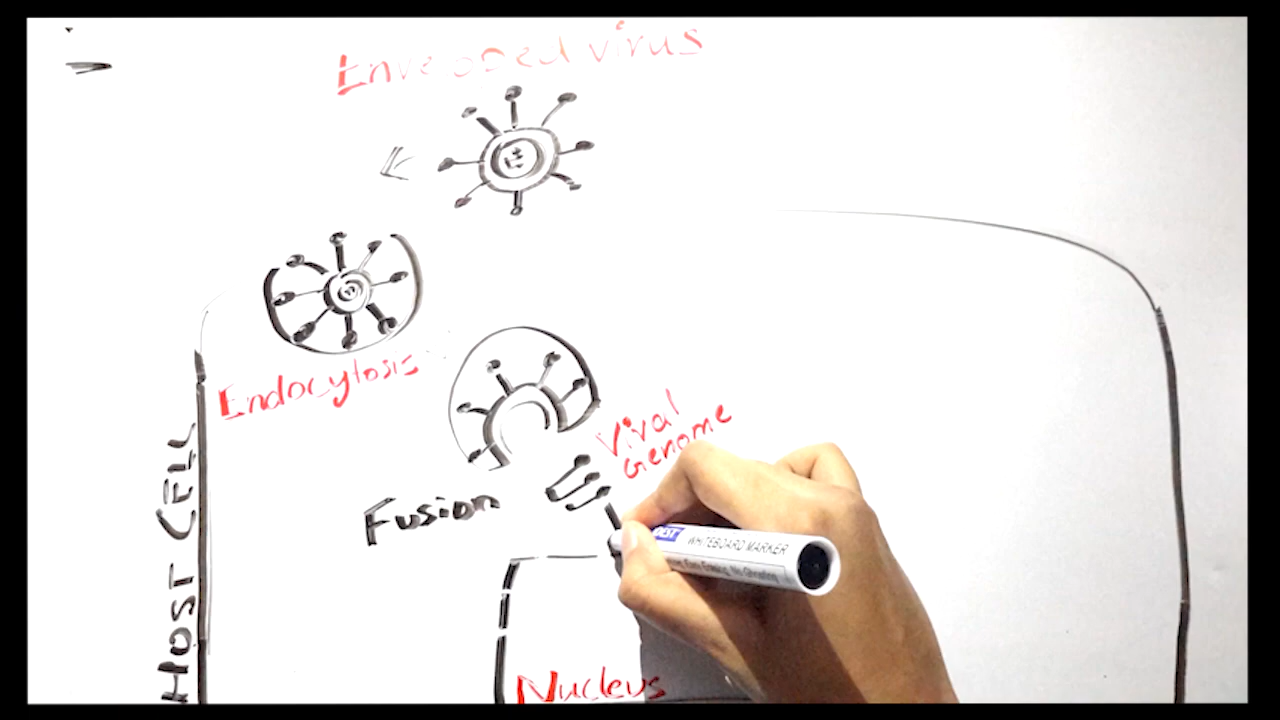 Enveloped virus
Endocytosis
Viral
Genome
Fusion
HOST CELL
WHITEBOARD MARKER
Nucleus